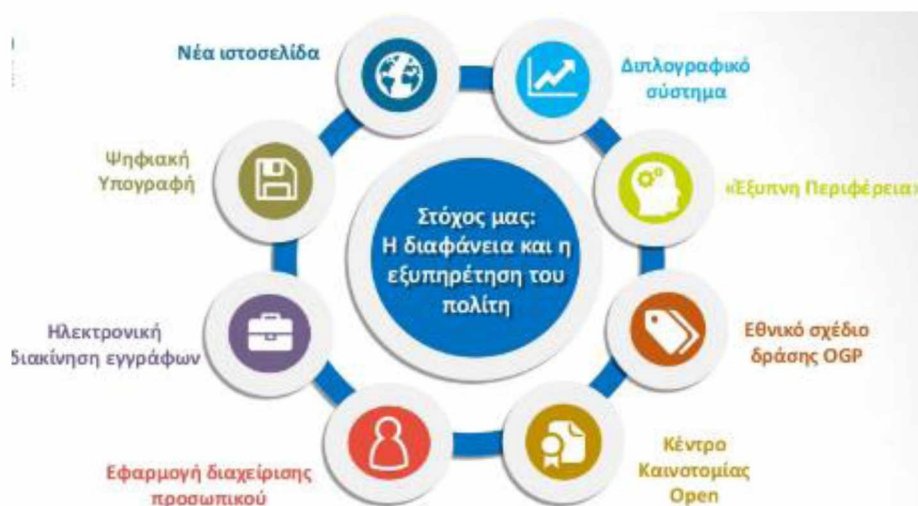 Νέα ιστοσελίδα
Διπλογραφικό
σύστημα
«Έξυπνη Περιφέρεια»
Εθνικό σχέδιο
δράσης OGP
Κέντρο
Καινοτομίας
Open
Εφαρμογή διαχείρισης
προσωπικού
Ηλεκτρονική
διακίνηση εγγράφων
Ψηφιακή
Υπογραφή
Στόχος μας:
Η διαφάνεια και η
εξυπηρέτηση του
πολίτη